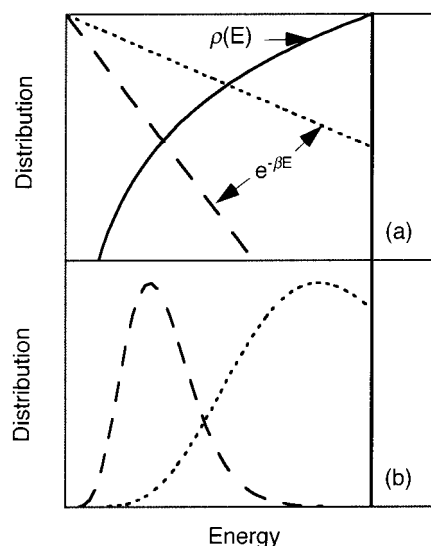 ρ(E)
Distribution
e-βE
(a)
Distribution
(b)
Energy